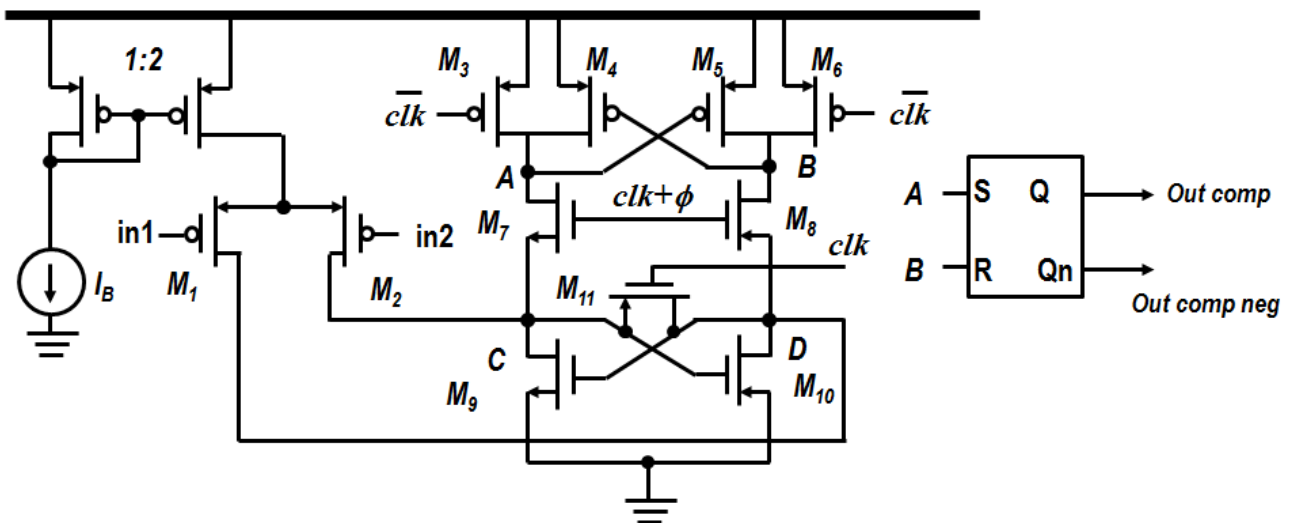 1:2
M3
M4
M5
M6
clk
clk
A
B
clk+ϕ
in1
in2
M7
M8
clk
A
S
Q
Out comp
IB
M1
M2
M11
B
R
Qn
Out comp neg
C
D
M9
M10